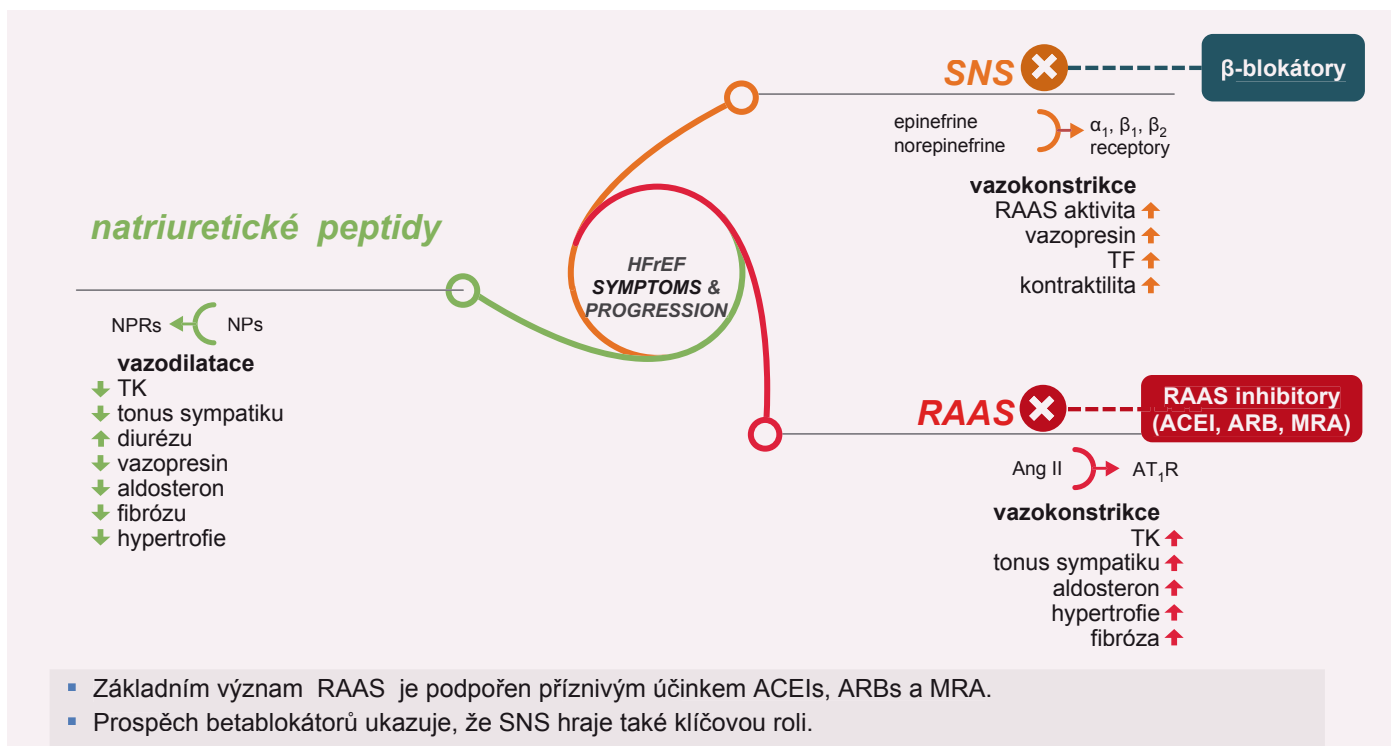 SNS
β-blokátory
epinefrine
norepinefrine
α₁, β₁, β₂
receptory
vazokonstrikce
RAAS aktivita
vazopresin
TF
kontraktilita
natriuretické peptidy
HFrEF
SYMPTOMS &
PROGRESSION
NPRs
NPs
vazodilatace
TK
tonus sympatiku
diurézu
vazopresin
aldosteron
fibrózu
hypertrofie
RAAS
RAAS inhibitory
(ACEI, ARB, MRA)
Ang II
AT₁R
vazokonstrikce
TK
tonus sympatiku
aldosteron
hypertrofie
fibróza
Základním význam RAAS je podpořen příznivým účinkem ACEIs, ARBs a MRA.
Prospěch betablokátorů ukazuje, že SNS hraje také klíčovou roli.